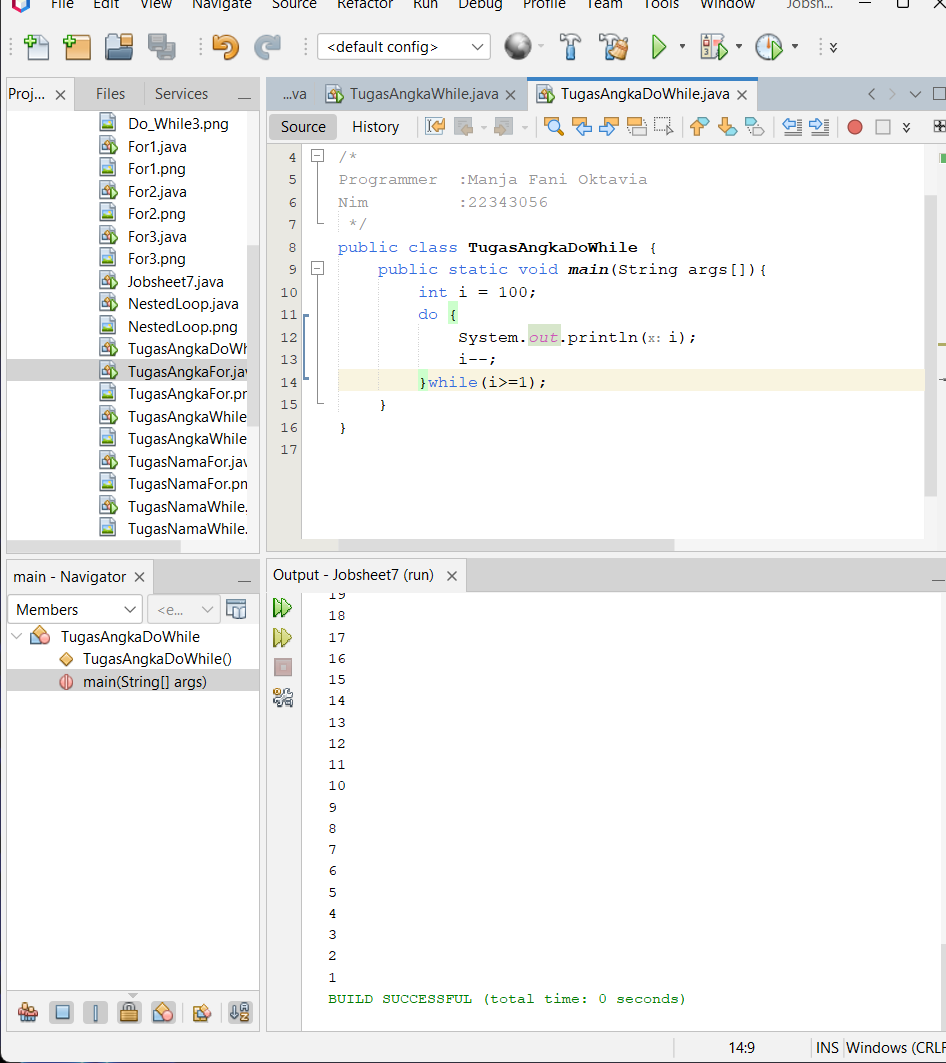 File Edit View Navigate Source Refactor Run Debug Profile Team Tools Window Jobsh...
<default config>
Proj... Files Services
...va TugasAngkaWhile.java TugasAngkaDoWhile.java
Source History
Do_While3.png
For1.java
For1.png
For2.java
For2.png
For3.java
For3.png
Jobsheet7.java
NestedLoop.java
NestedLoop.png
TugasAngkaDoWh
TugasAngkaFor.jav
TugasAngkaFor.pr
TugasAngkaWhile
TugasAngkaWhile
TugasNamaFor.jav
TugasNamaFor.pn
TugasNamaWhile.
TugasNamaWhile.
4 /*
5 Programmer :Manja Fani Oktavia
6 Nim :22343056
7 */
8 public class TugasAngkaDoWhile {
9 public static void main(String args[]){
10 int i = 100;
11 do {
12 System.out.println(x: i);
13 i--;
14 }while(i>=1);
15 }
16 }
17
main - Navigator
Members <e...
TugasAngkaDoWhile
TugasAngkaDoWhile()
main(String[] args)
Output - Jobsheet7 (run)
19
18
17
16
15
14
13
12
11
10
9
8
7
6
5
4
3
2
1
BUILD SUCCESSFUL (total time: 0 seconds)
14:9 INS Windows (CRLF